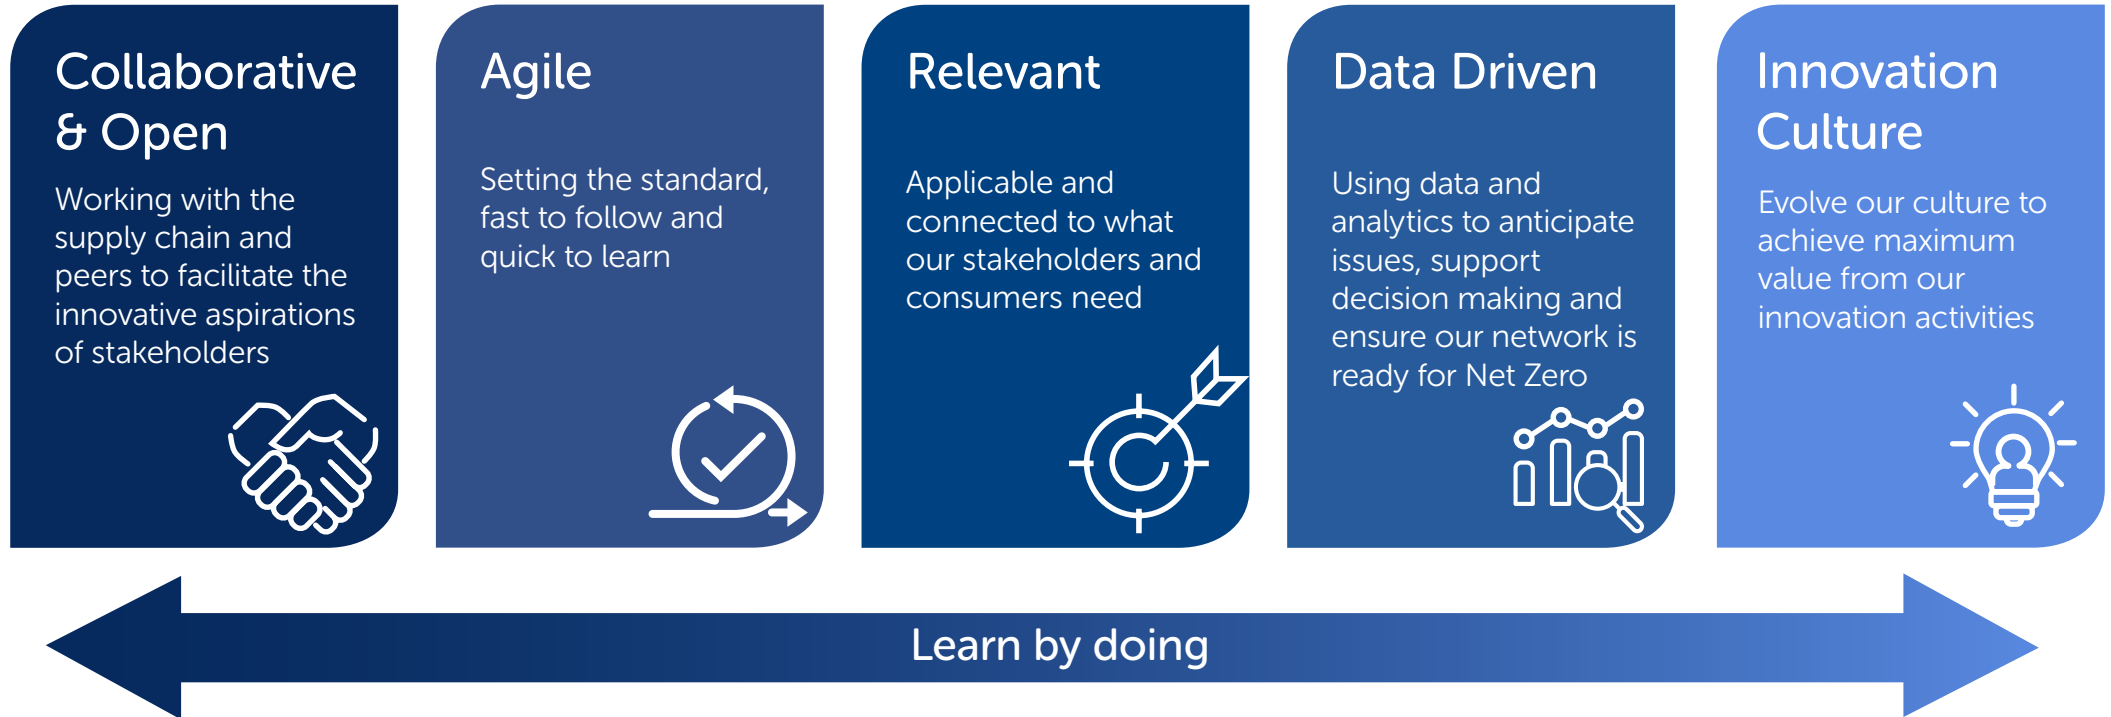 Collaborative
& Open
Working with the
supply chain and
peers to facilitate the
innovative aspirations
of stakeholders
Agile
Setting the standard,
fast to follow and
quick to learn
Relevant
Applicable and
connected to what
our stakeholders and
consumers need
Data Driven
Using data and
analytics to anticipate
issues, support
decision making and
ensure our network is
ready for Net Zero
Innovation
Culture
Evolve our culture to
achieve maximum
value from our
innovation activities
Learn by doing